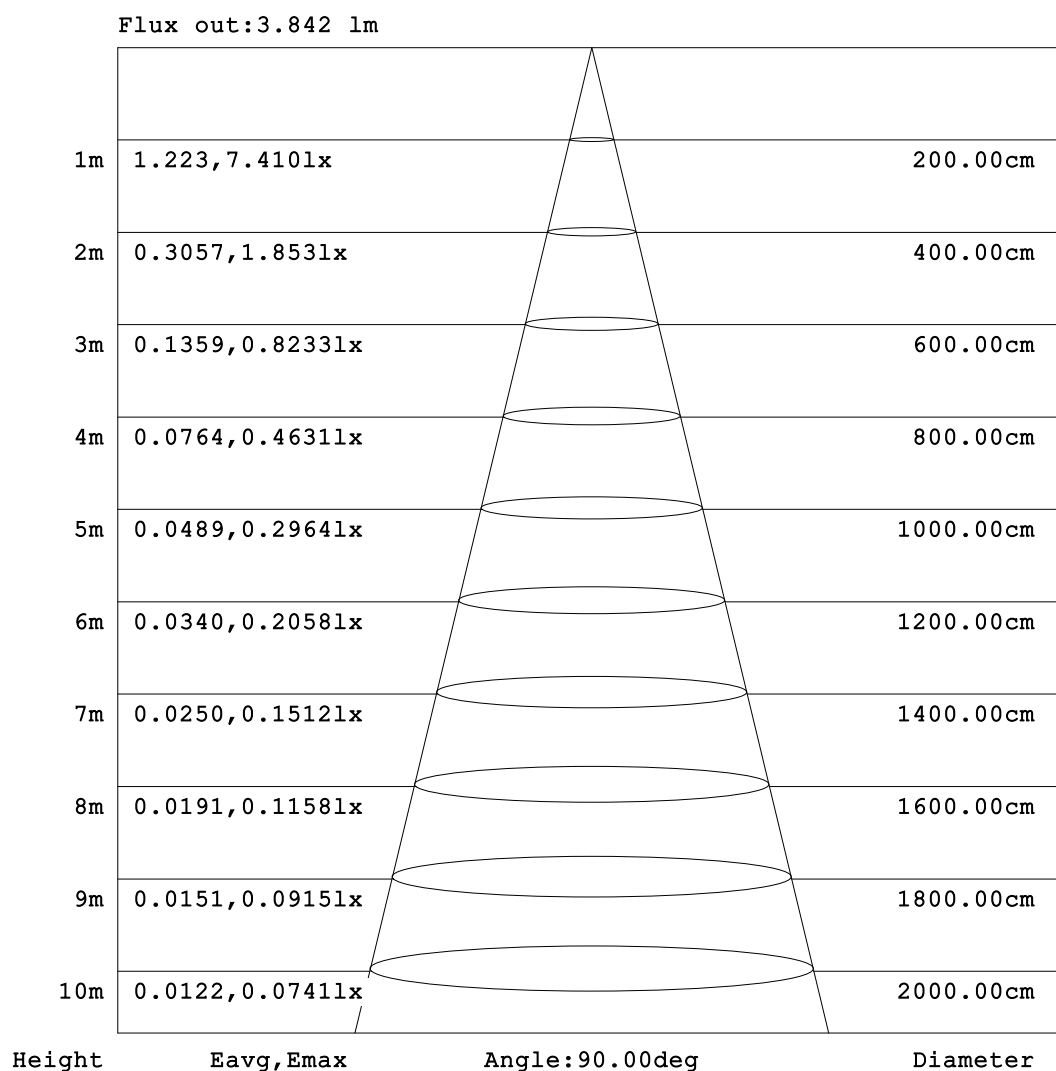 Flux out:3.842 lm
1m 1.223,7.410lx 200.00cm
2m 0.3057,1.853lx 400.00cm
3m 0.1359,0.8233lx 600.00cm
4m 0.0764,0.4631lx 800.00cm
5m 0.0489,0.2964lx 1000.00cm
6m 0.0340,0.2058lx 1200.00cm
7m 0.0250,0.1512lx 1400.00cm
8m 0.0191,0.1158lx 1600.00cm
9m 0.0151,0.0915lx 1800.00cm
10m 0.0122,0.0741lx 2000.00cm
Height Eavg,Emax Angle:90.00deg Diameter